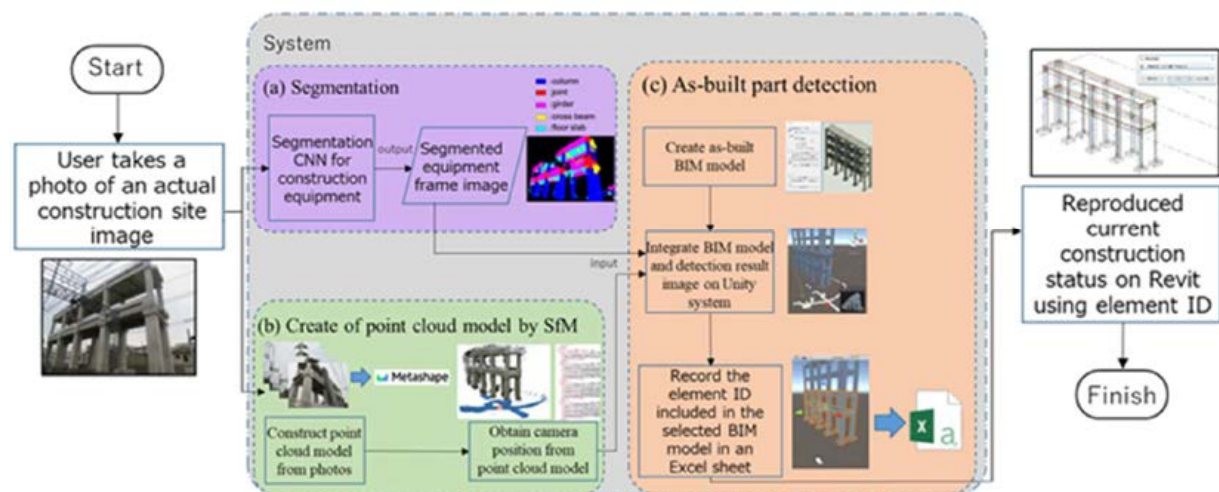 System
Start
User takes a
photo of an actual
construction site
image
(a) Segmentation
column
joint
girder
cross beam
floor slab
Segmentation
CNN for
construction
equipment
output
Segmented
equipment
frame image
input
(b) Create of point cloud model by SfM
Metashape
Construct point
cloud model
from photos
Obtain camera
position from
point cloud model
(c) As-built part detection
Create as-built
BIM model
Integrate BIM model
and detection result
image on Unity
system
Record the
element ID
included in the
selected BIM
model in an
Excel sheet
X
a,
Reproduced
current
construction
status on Revit
using element ID
Finish